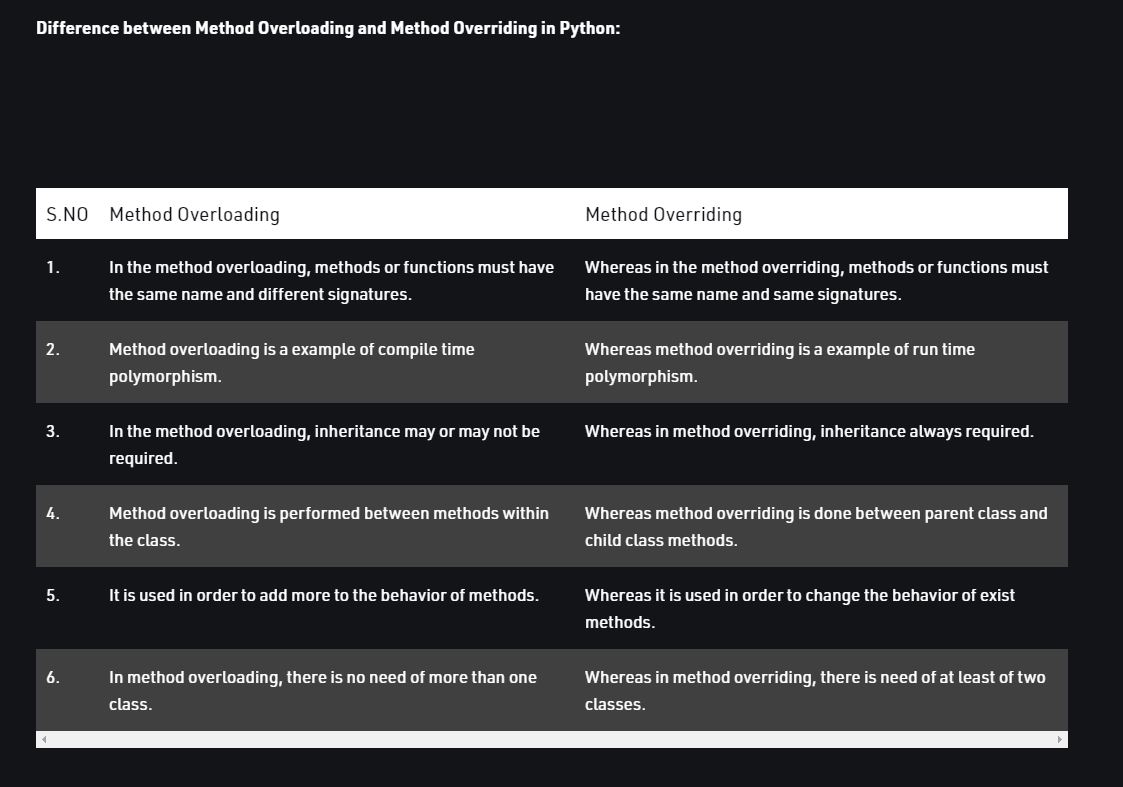 Difference between Method Overloading and Method Overriding in Python:
S.NO Method Overloading Method Overriding
1. In the method overloading, methods or functions must have
the same name and different signatures.
Whereas in the method overriding, methods or functions must
have the same name and same signatures.
2. Method overloading is a example of compile time
polymorphism.
Whereas method overriding is a example of run time
polymorphism.
3. In the method overloading, inheritance may or may not be
required.
Whereas in method overriding, inheritance always required.
4. Method overloading is performed between methods within
the class.
Whereas method overriding is done between parent class and
child class methods.
5. It is used in order to add more to the behavior of methods.
Whereas it is used in order to change the behavior of exist
methods.
6. In method overloading, there is no need of more than one
class.
Whereas in method overriding, there is need of at least of two
classes.